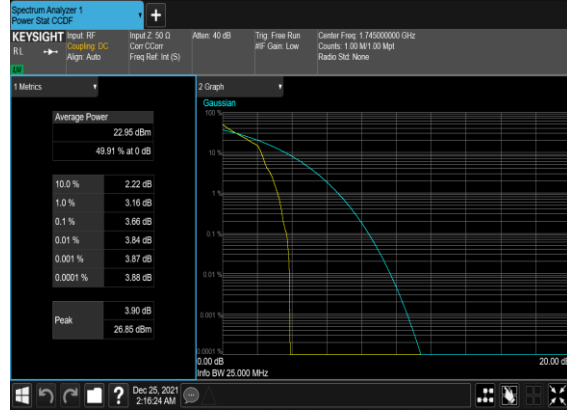 Spectrum Analyzer 1
Power Stat CCDF
KEYSIGHT
RL
Input: RF
Coupling: DC
Align: Auto
Input Z: 50 Ω
Corr CCorr
Freq Ref: Int (S)
Atten: 40 dB
Trig: Free Run
#IF Gain: Low
Center Freq: 1.745000000 GHz
Counts: 1.00 M/1.00 Mpt
Radio Std: None
1 Metrics
Average Power
22.95 dBm
49.91 % at 0 dB
10.0 % 2.22 dB
1.0 % 3.16 dB
0.1 % 3.66 dB
0.01 % 3.84 dB
0.001 % 3.87 dB
0.0001 % 3.88 dB
Peak
3.90 dB
26.85 dBm
2 Graph
Gaussian
100 %
10 %
1 %
0.1 %
0.01 %
0.001 %
0.0001 %
0.00 dB
20.00 dB
Info BW 25.000 MHz
Dec 25, 2021
2:16:24 AM